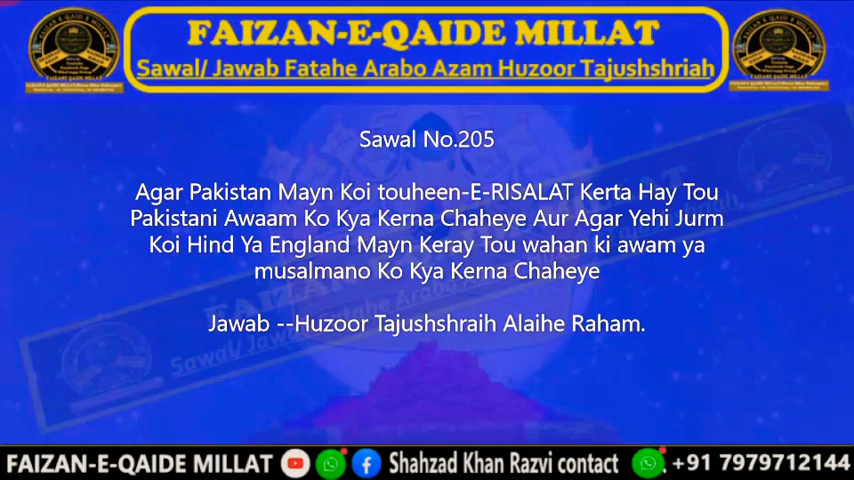 FAIZAN-E-QAIDE MILLAT
Sawal/ Jawab Fatahe Arabo Azam Huzoor Tajushshriah
Sawal No.205
Agar Pakistan Mayn Koi touheen-E-RISALAT Kerta Hay Tou
Pakistani Awaam Ko Kya Kerna Chaheye Aur Agar Yehi Jurm
Koi Hind Ya England Mayn Keray Tou wahan ki awam ya
musalmano Ko Kya Kerna Chaheye
Jawab --Huzoor Tajushshraih Alaihe Raham.
FAIZAN-E-QAIDE MILLAT Shahzad Khan Razvi contact +91 7979712144